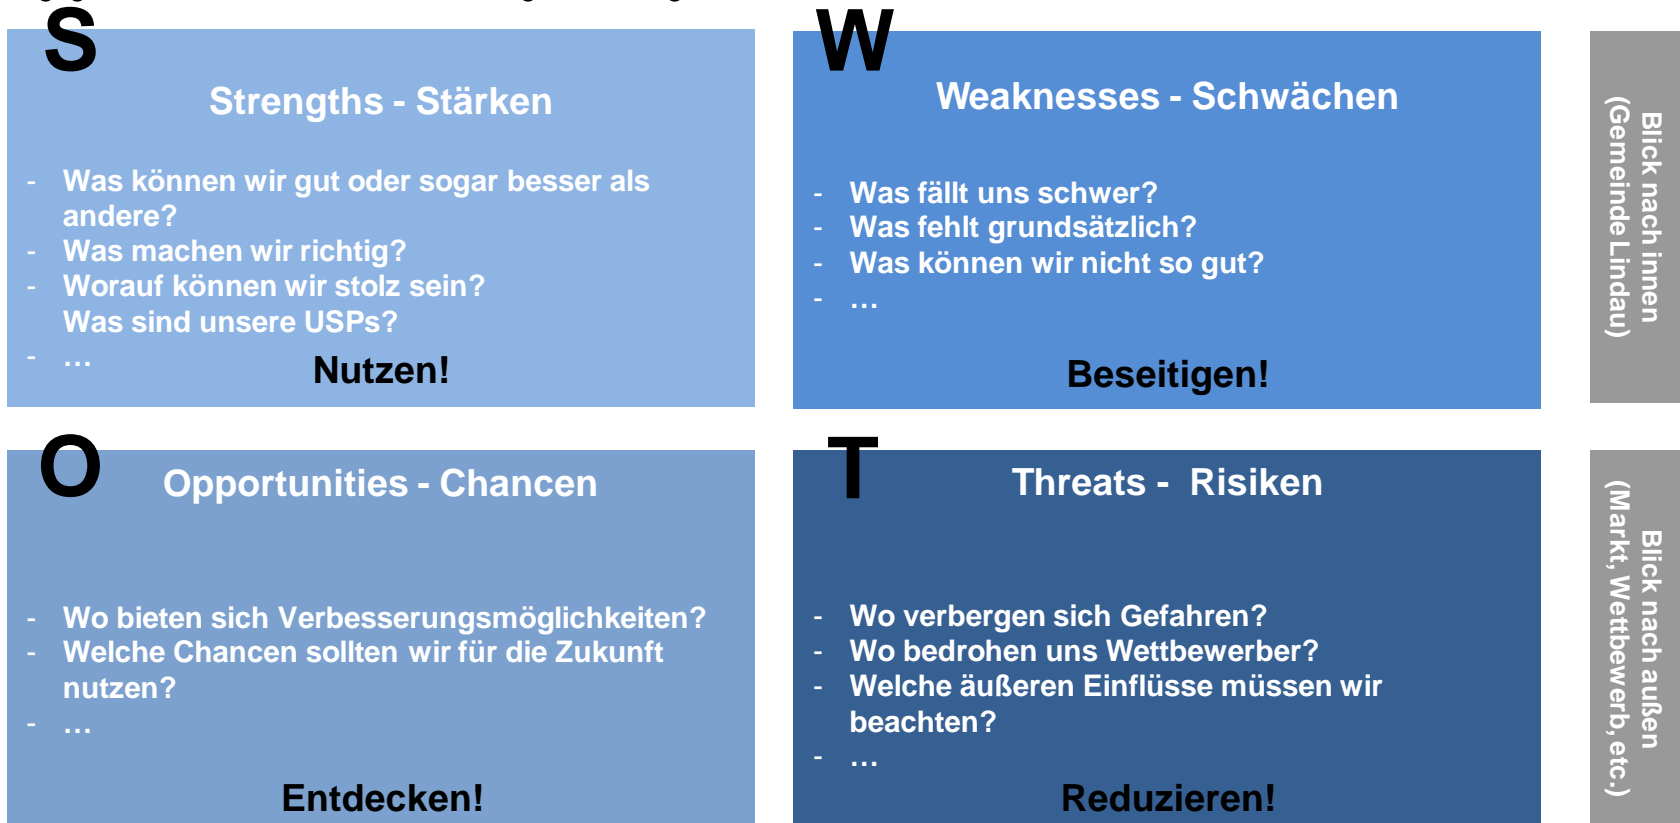 S
Strengths - Stärken
- Was können wir gut oder sogar besser als
andere?
- Was machen wir richtig?
- Worauf können wir stolz sein?
Was sind unsere USPs?
- …
Nutzen!
W
Weaknesses - Schwächen
- Was fällt uns schwer?
- Was fehlt grundsätzlich?
- Was können wir nicht so gut?
- …
Beseitigen!
Blick nach innen
(Gemeinde Lindau)
O
Opportunities - Chancen
- Wo bieten sich Verbesserungsmöglichkeiten?
- Welche Chancen sollten wir für die Zukunft
nutzen?
- …
Entdecken!
T
Threats - Risiken
- Wo verbergen sich Gefahren?
- Wo bedrohen uns Wettbewerber?
- Welche äußeren Einflüsse müssen wir
beachten?
- …
Reduzieren!
Blick nach außen
(Markt, Wettbewerb, etc.)